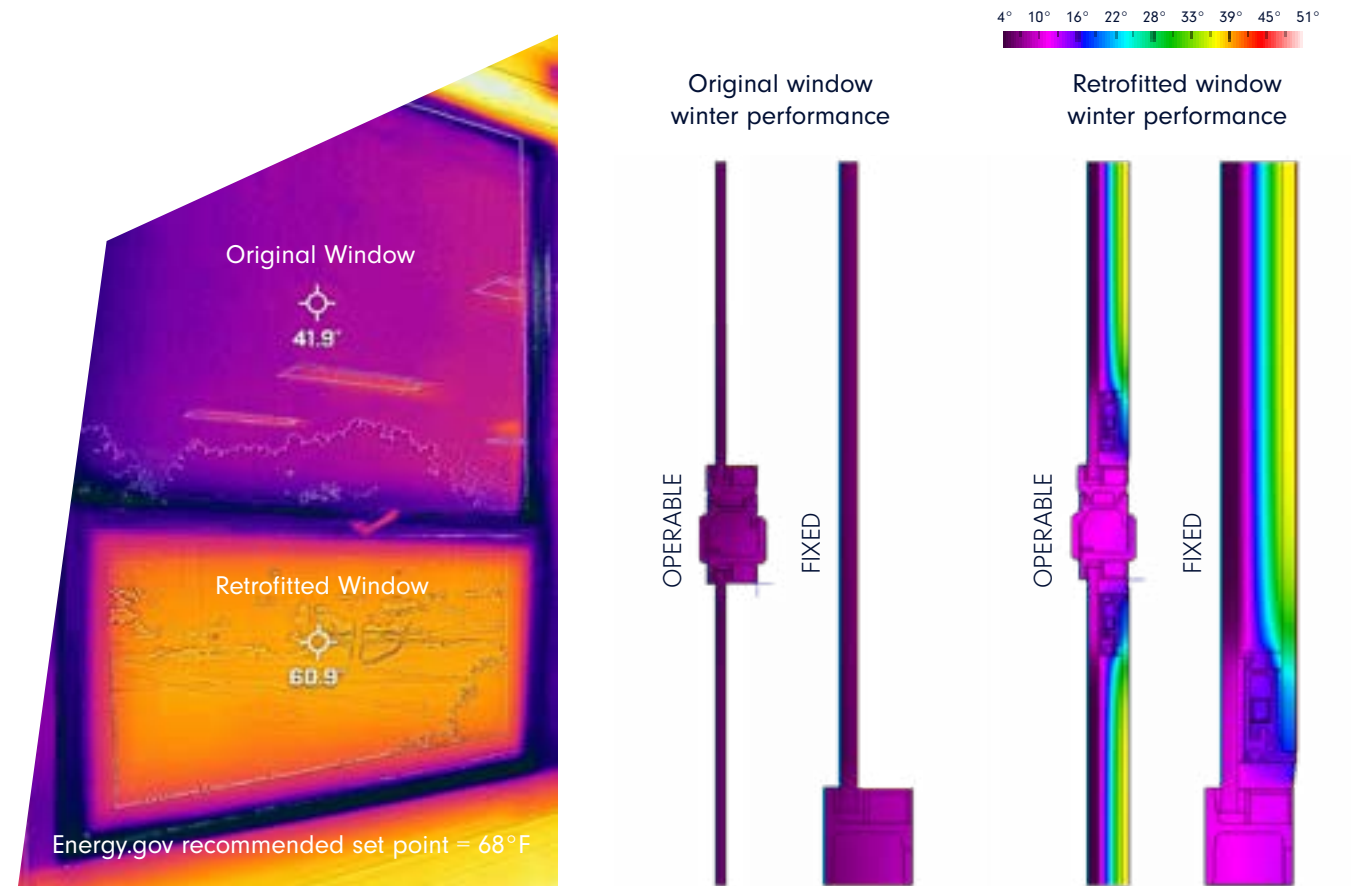 4° 10° 16° 22° 28° 33° 39° 45° 51°
Original window
winter performance
Retrofitted window
winter performance
Original Window
41.9°
OPERABLE
FIXED
OPERABLE
FIXED
Retrofitted Window
60.9°
Energy.gov recommended set point = 68°F